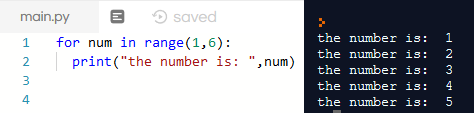 main.py
saved
1 for num in range(1,6):
2   print("the number is: ",num)
3
4
the number is:  1
the number is:  2
the number is:  3
the number is:  4
the number is:  5